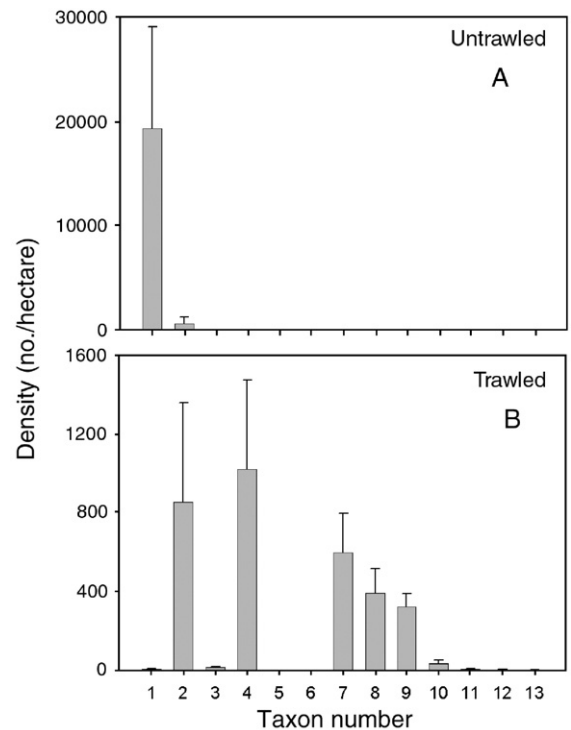 30000
Untrawled
A
20000
10000
0
Density (no./hectare)
1600
Trawled
B
1200
800
400
0
1 2 3 4 5 6 7 8 9 10 11 12 13
Taxon number